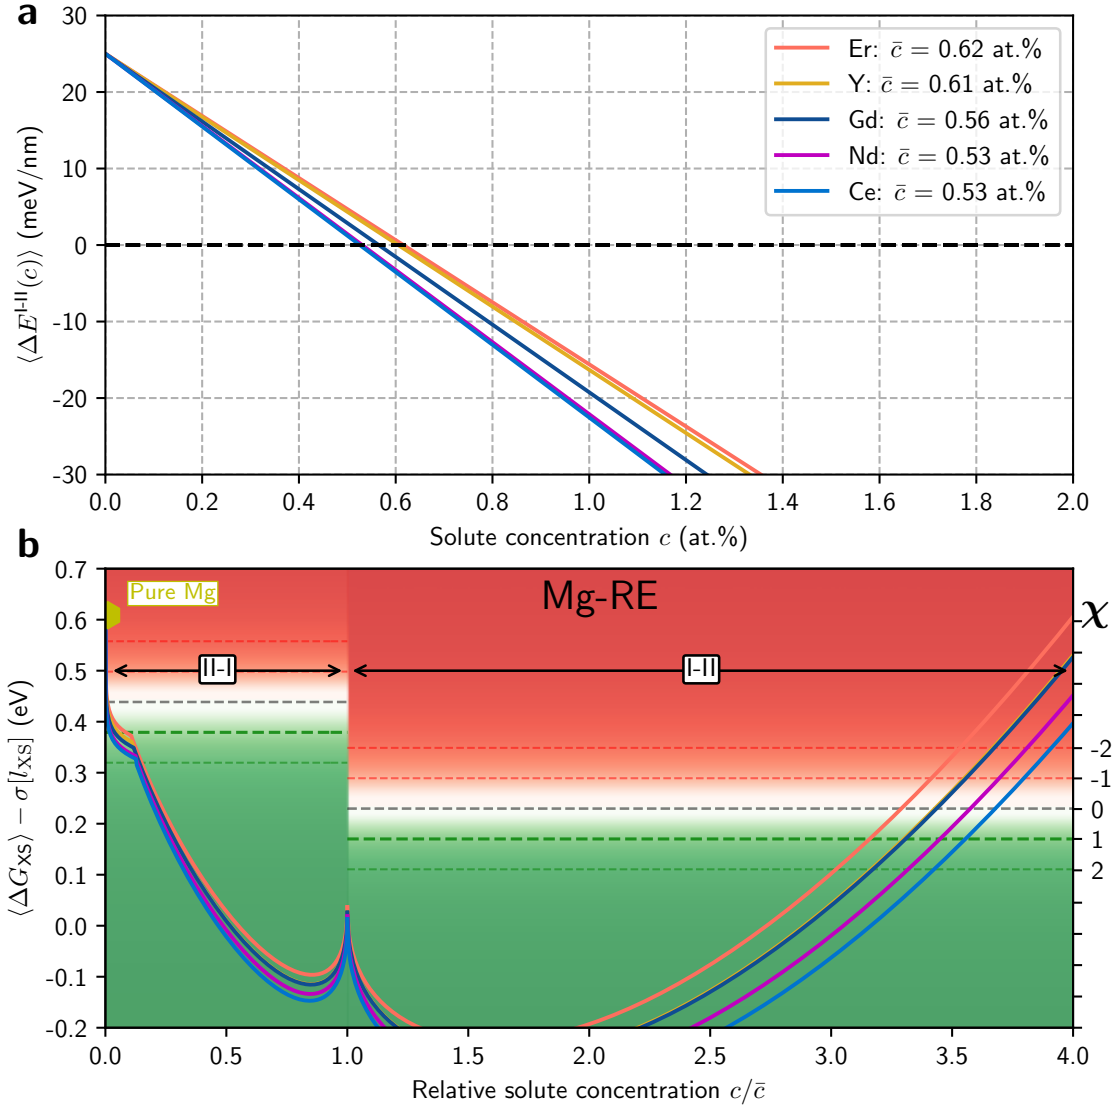 a
Er: c̄ = 0.62 at.%
Y: c̄ = 0.61 at.%
Gd: c̄ = 0.56 at.%
Nd: c̄ = 0.53 at.%
Ce: c̄ = 0.53 at.%
20
10
0
-10
-20
-30
⟨ΔE^I-II(c)⟩ (meV/nm)
0.0 0.2 0.4 0.6 0.8 1.0 1.2 1.4 1.6 1.8 2.0
Solute concentration c (at.%)
b
Pure Mg
Mg-RE
χ
II-I
I-II
0.7
0.6
0.5
0.4
0.3
0.2
0.1
0.0
-0.1
-0.2
⟨ΔG_XS⟩ − σ[l_XS] (eV)
-2
-1
0
1
2
0.0 0.5 1.0 1.5 2.0 2.5 3.0 3.5 4.0
Relative solute concentration c/c̄